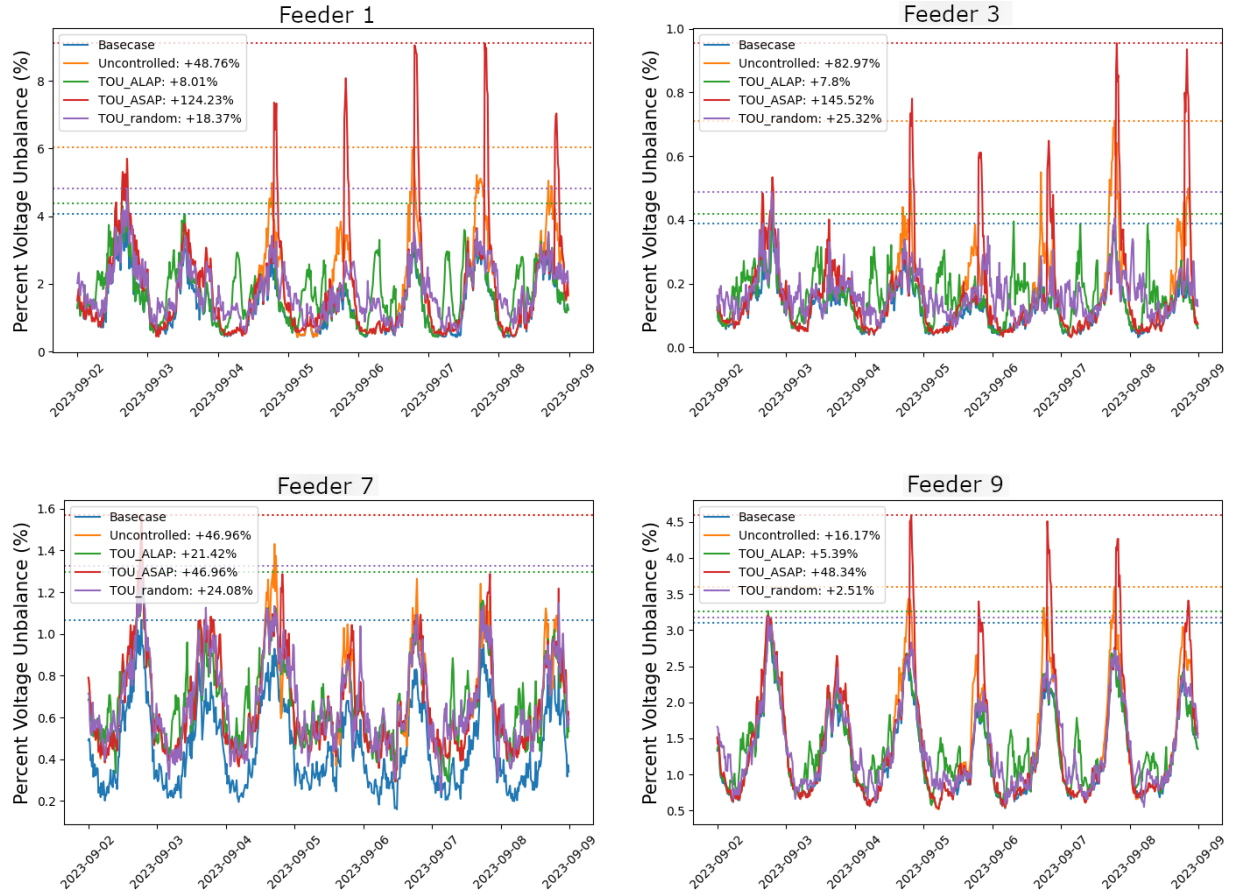 Feeder 1
Percent Voltage Unbalance (%)
8
6
4
2
0
Basecase
Uncontrolled: +48.76%
TOU_ALAP: +8.01%
TOU_ASAP: +124.23%
TOU_random: +18.37%
2023-09-02
2023-09-03
2023-09-04
2023-09-05
2023-09-06
2023-09-07
2023-09-08
2023-09-09
Feeder 3
Percent Voltage Unbalance (%)
1.0
0.8
0.6
0.4
0.2
0.0
Basecase
Uncontrolled: +82.97%
TOU_ALAP: +7.8%
TOU_ASAP: +145.52%
TOU_random: +25.32%
2023-09-02
2023-09-03
2023-09-04
2023-09-05
2023-09-06
2023-09-07
2023-09-08
2023-09-09
Feeder 7
Percent Voltage Unbalance (%)
1.6
1.4
1.2
1.0
0.8
0.6
0.4
0.2
Basecase
Uncontrolled: +46.96%
TOU_ALAP: +21.42%
TOU_ASAP: +46.96%
TOU_random: +24.08%
2023-09-02
2023-09-03
2023-09-04
2023-09-05
2023-09-06
2023-09-07
2023-09-08
2023-09-09
Feeder 9
Percent Voltage Unbalance (%)
4.5
4.0
3.5
3.0
2.5
2.0
1.5
1.0
0.5
Basecase
Uncontrolled: +16.17%
TOU_ALAP: +5.39%
TOU_ASAP: +48.34%
TOU_random: +2.51%
2023-09-02
2023-09-03
2023-09-04
2023-09-05
2023-09-06
2023-09-07
2023-09-08
2023-09-09